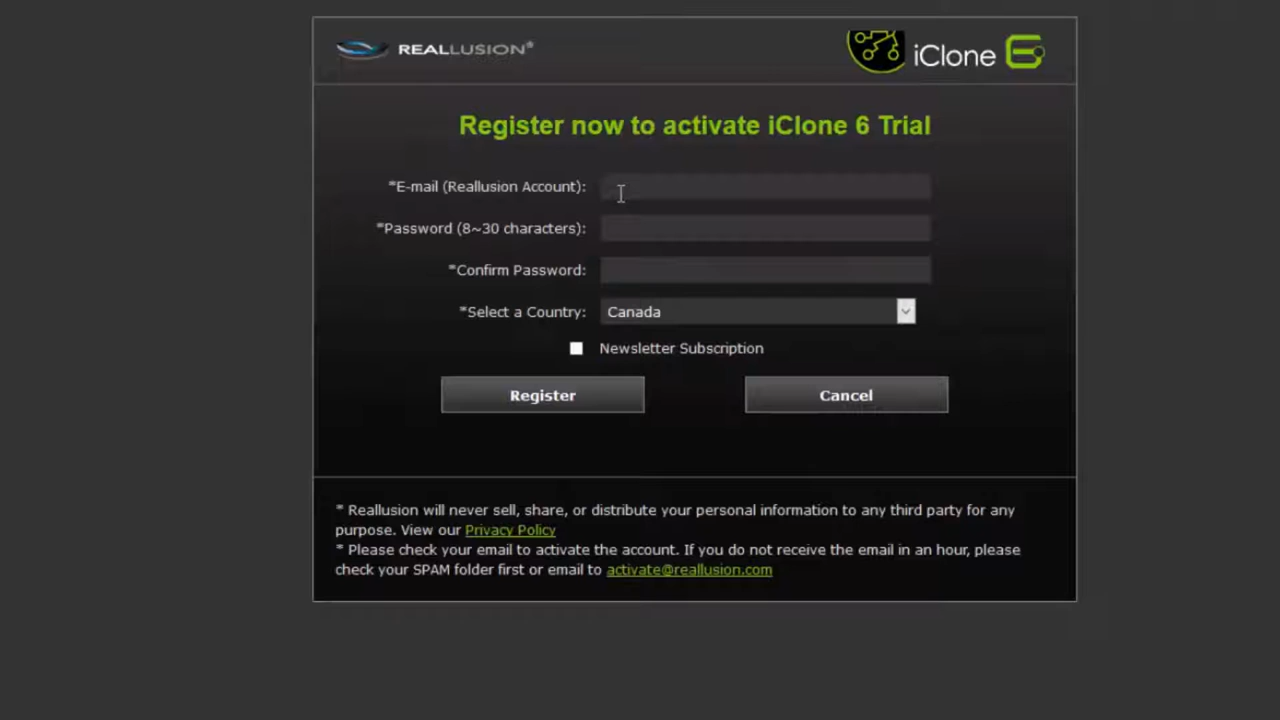 REALLUSION®
iClone 6
Register now to activate iClone 6 Trial
*E-mail (Reallusion Account):
*Password (8~30 characters):
*Confirm Password:
*Select a Country: Canada
Newsletter Subscription
Register Cancel
* Reallusion will never sell, share, or distribute your personal information to any third party for any
purpose. View our Privacy Policy
* Please check your email to activate the account. If you do not receive the email in an hour, please
check your SPAM folder first or email to activate@reallusion.com